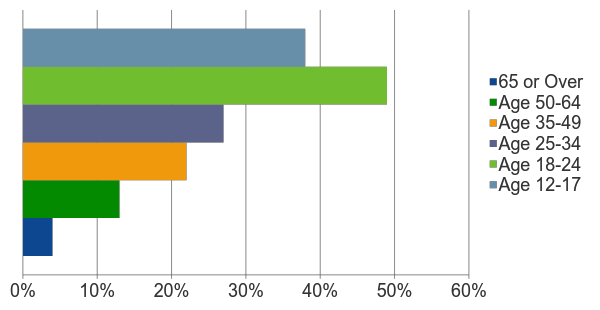 65 or Over
Age 50-64
Age 35-49
Age 25-34
Age 18-24
Age 12-17
0% 10% 20% 30% 40% 50% 60%